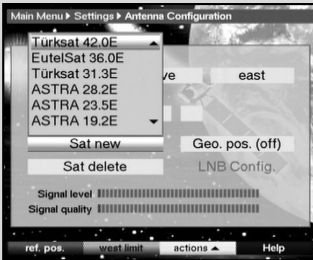 Main Menu ▶ Settings ▶ Antenna Configuration
Türksat 42.0E
EutelSat 36.0E
Türksat 31.3E
ASTRA 28.2E
ASTRA 23.5E
ASTRA 19.2E
ve
east
Sat new
Geo. pos. (off)
Sat delete
LNB Config.
Signal level
Signal quality
ref. pos.
west limit
actions
Help